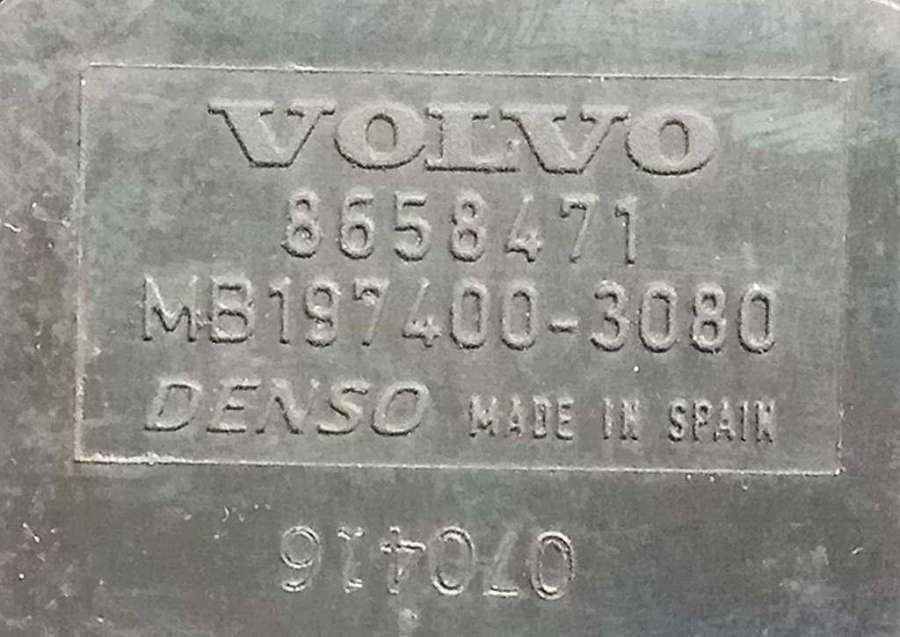 VOLVO
8658471
MB197400-3080
DENSO MADE IN SPAIN
070416